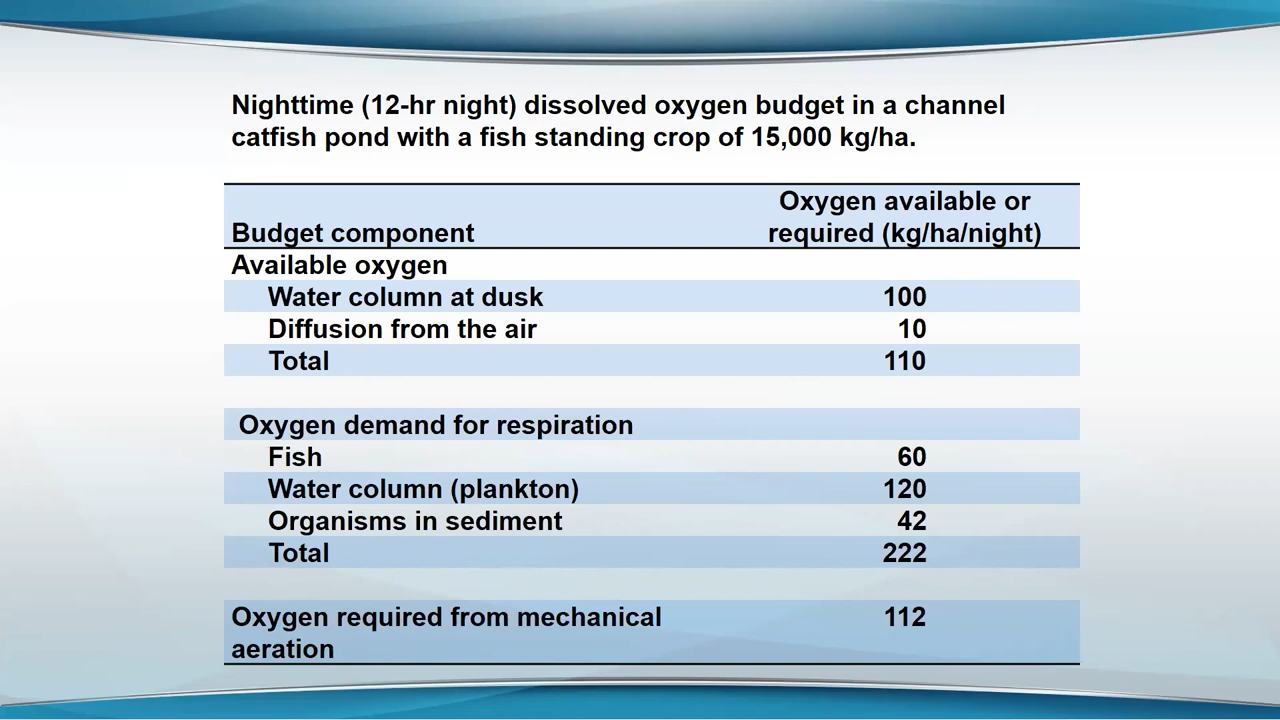 Nighttime (12-hr night) dissolved oxygen budget in a channel
catfish pond with a fish standing crop of 15,000 kg/ha.
Oxygen available or
Budget component required (kg/ha/night)
Available oxygen
Water column at dusk 100
Diffusion from the air 10
Total 110
Oxygen demand for respiration
Fish 60
Water column (plankton) 120
Organisms in sediment 42
Total 222
Oxygen required from mechanical 112
aeration